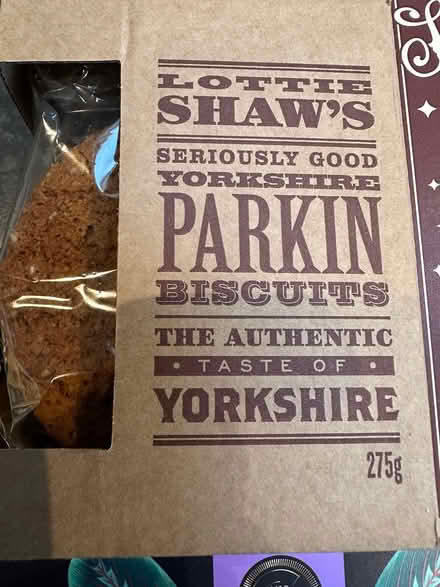 LOTTIE
SHAW'S
SERIOUSLY GOOD
YORKSHIRE
PARKIN
BISCUITS
THE AUTHENTIC
• TASTE OF •
YORKSHIRE
275g